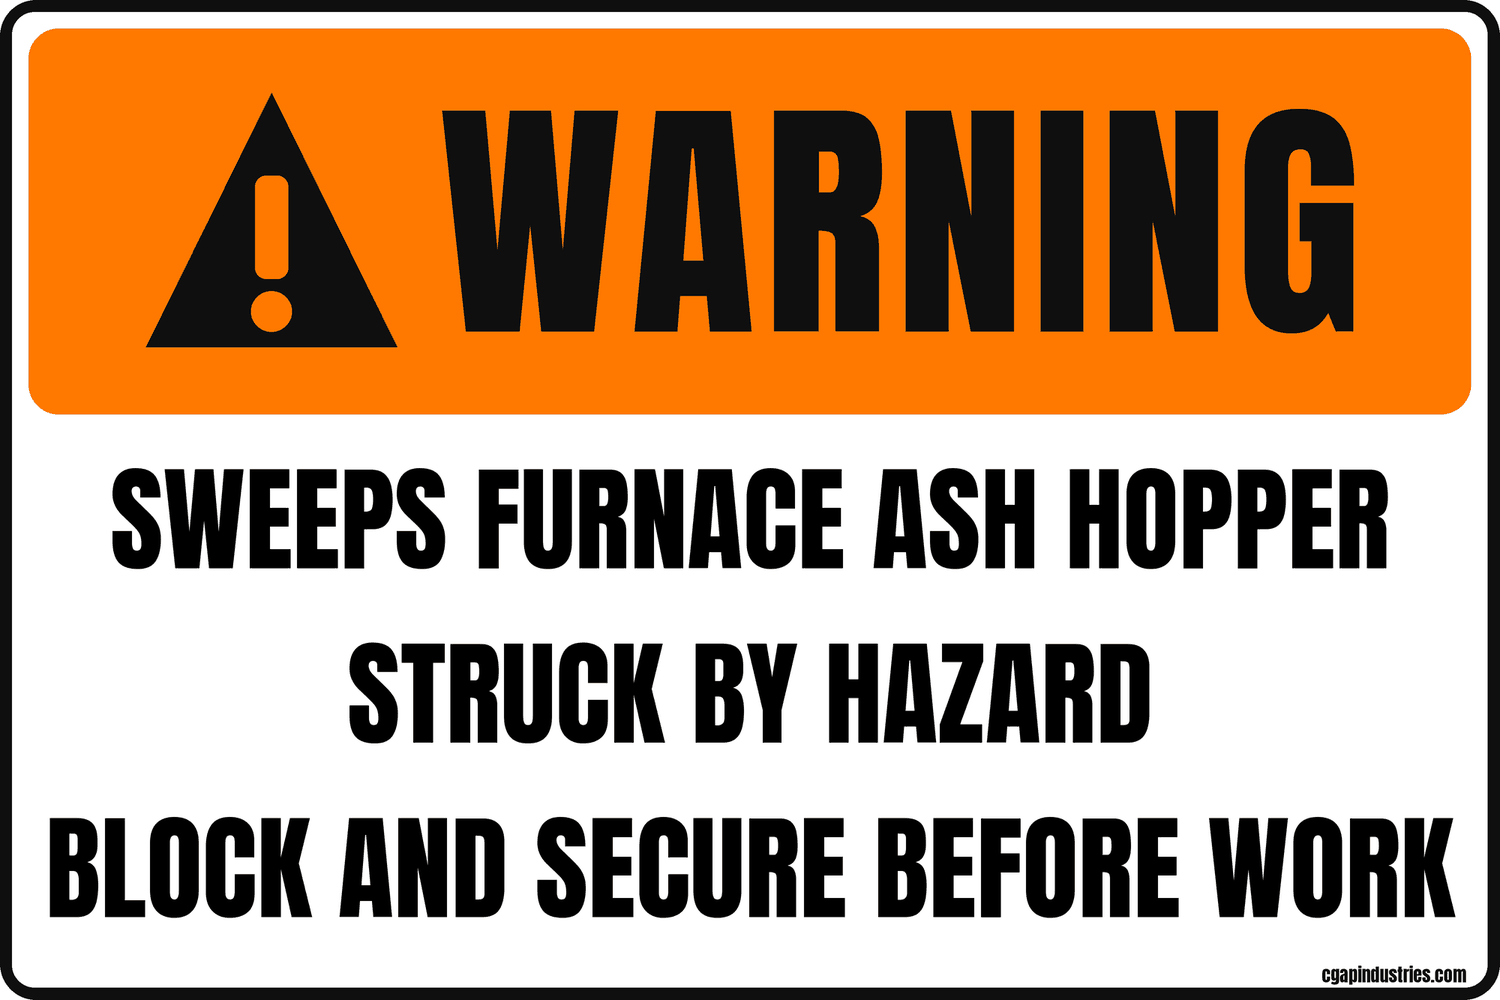 WARNING
SWEEPS FURNACE ASH HOPPER
STRUCK BY HAZARD
BLOCK AND SECURE BEFORE WORK
cgapindustries.com